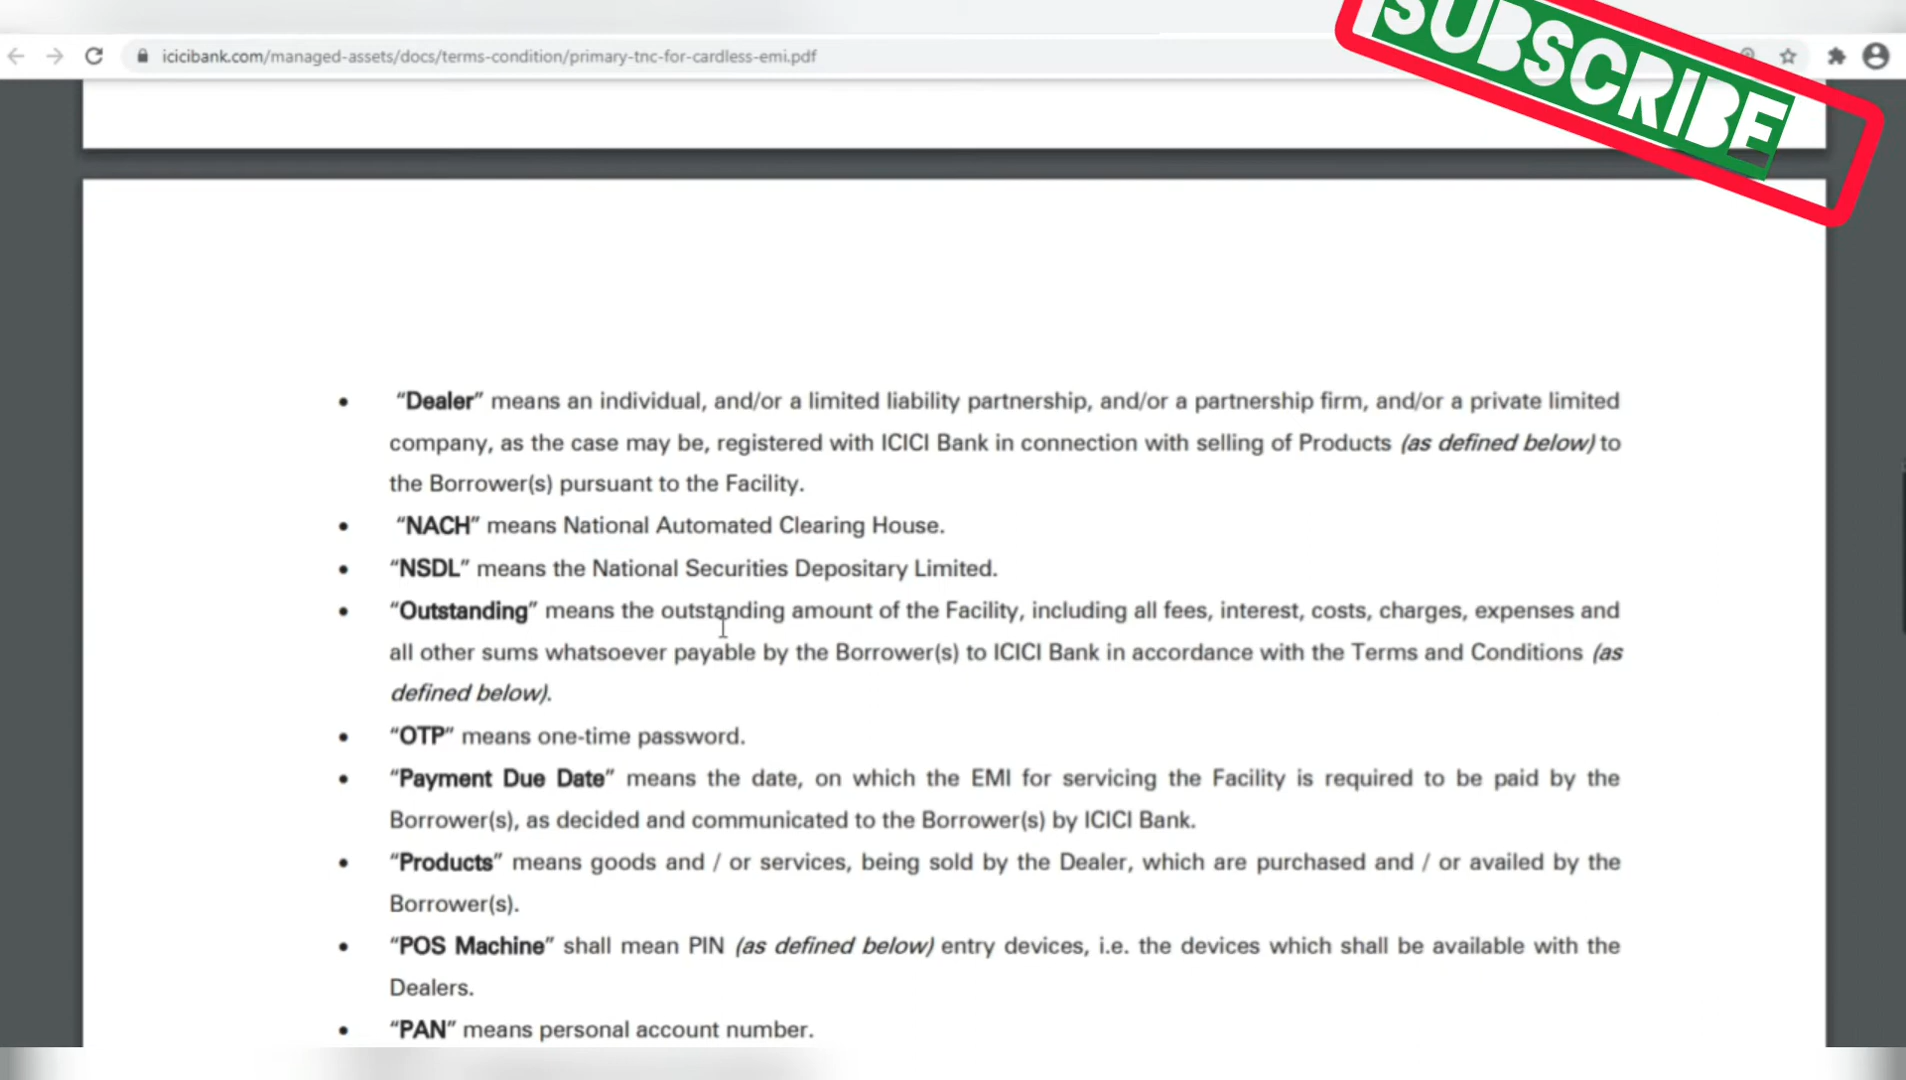 SUBSCRIBE
icicibank.com/managed-assets/docs/terms-condition/primary-tnc-for-cardless-emi.pdf
• “Dealer” means an individual, and/or a limited liability partnership, and/or a partnership firm, and/or a private limited
company, as the case may be, registered with ICICI Bank in connection with selling of Products (as defined below) to
the Borrower(s) pursuant to the Facility.
• “NACH” means National Automated Clearing House.
• “NSDL” means the National Securities Depositary Limited.
• “Outstanding” means the outstanding amount of the Facility, including all fees, interest, costs, charges, expenses and
all other sums whatsoever payable by the Borrower(s) to ICICI Bank in accordance with the Terms and Conditions (as
defined below).
• “OTP” means one-time password.
• “Payment Due Date” means the date, on which the EMI for servicing the Facility is required to be paid by the
Borrower(s), as decided and communicated to the Borrower(s) by ICICI Bank.
• “Products” means goods and / or services, being sold by the Dealer, which are purchased and / or availed by the
Borrower(s).
• “POS Machine” shall mean PIN (as defined below) entry devices, i.e. the devices which shall be available with the
Dealers.
• “PAN” means personal account number.